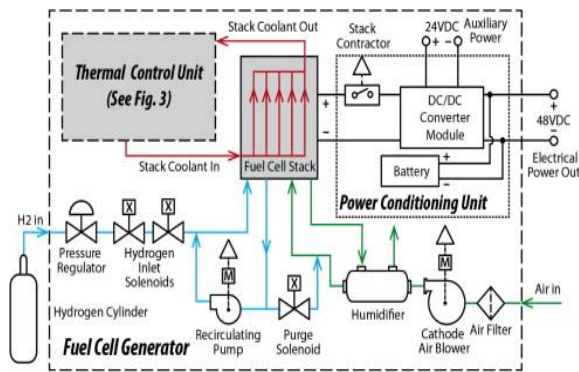 Stack Coolant Out
Stack
Contractor
24VDC
Auxiliary
Power
+ -
Thermal Control Unit
(See Fig. 3)
+
-
DC/DC
Converter
Module
+
48VDC
-
Electrical
Power Out
Battery
+
-
Stack Coolant In
Fuel Cell Stack
Power Conditioning Unit
H2 in
X
X
Pressure
Regulator
Hydrogen
Inlet
Solenoids
M
X
M
Hydrogen Cylinder
Recirculating
Pump
Purge
Solenoid
Humidifier
Cathode
Air Blower
Air Filter
Air in
Fuel Cell Generator